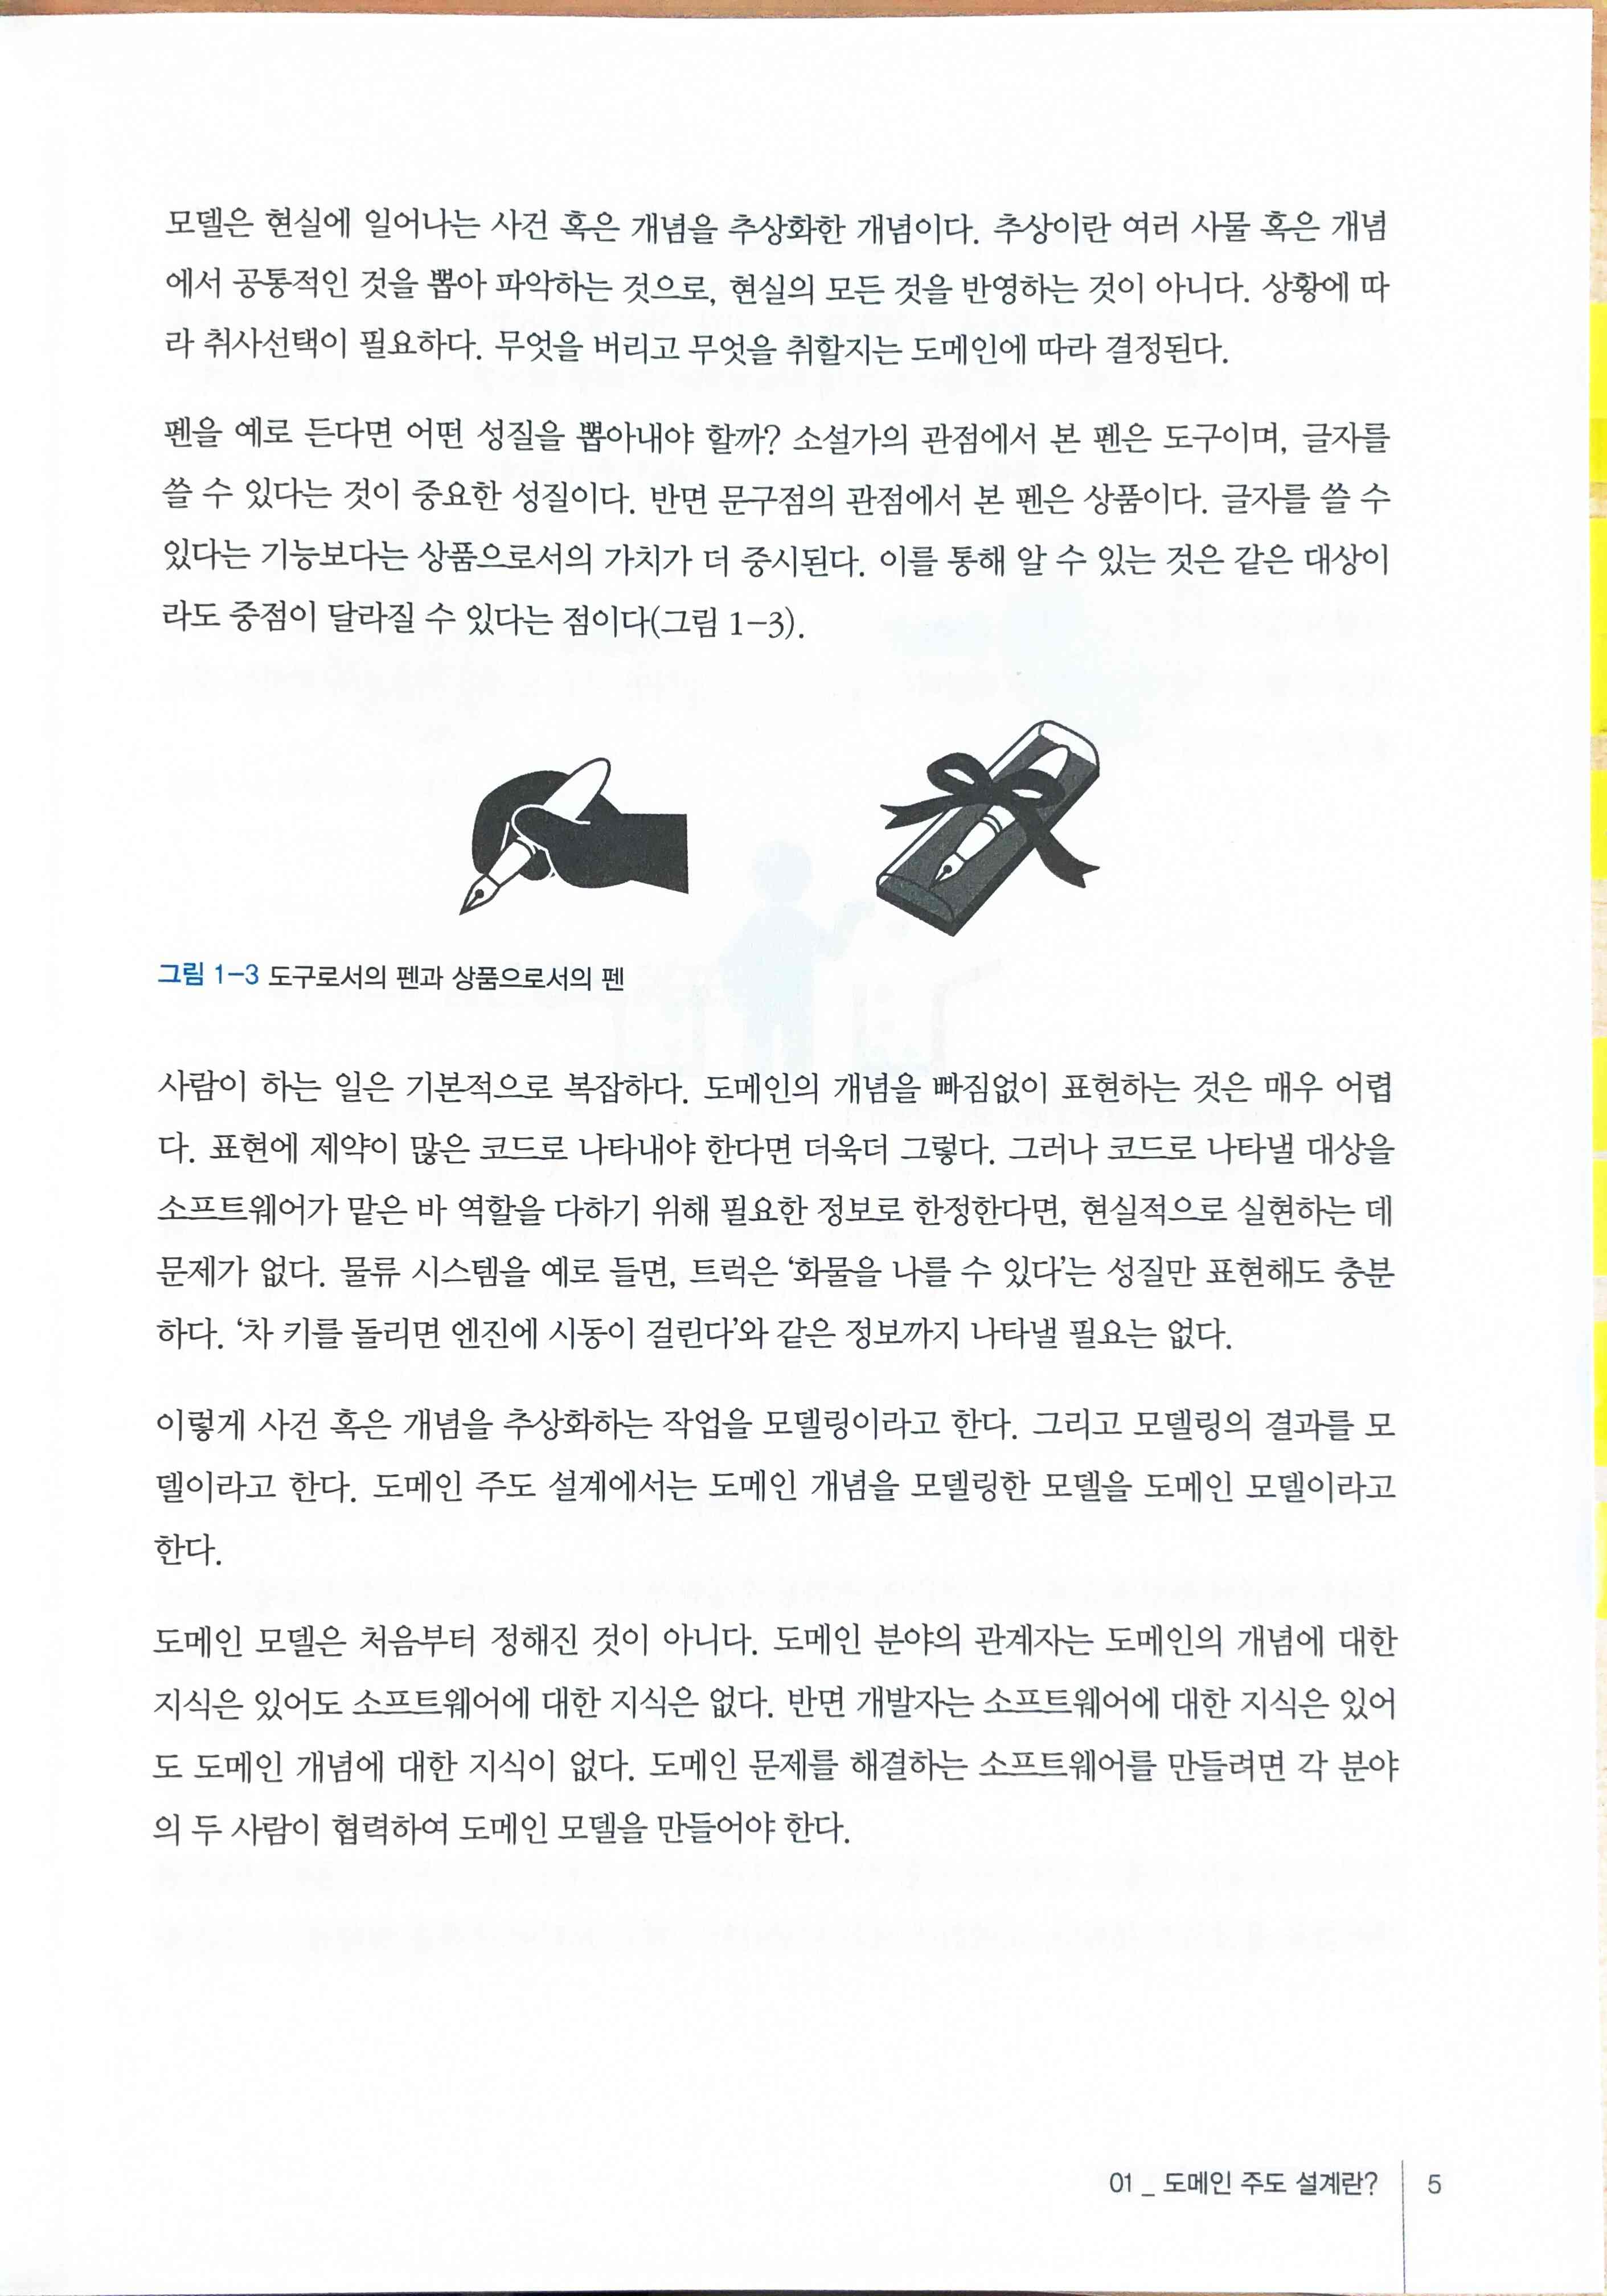 모델은 현실에 일어나는 사건 혹은 개념을 추상화한 개념이다. 추상이란 여러 사물 혹은 개념
에서 공통적인 것을 뽑아 파악하는 것으로, 현실의 모든 것을 반영하는 것이 아니다. 상황에 따
라 취사선택이 필요하다. 무엇을 버리고 무엇을 취할지는 도메인에 따라 결정된다.
펜을 예로 든다면 어떤 성질을 뽑아내야 할까? 소설가의 관점에서 본 펜은 도구이며, 글자를
쓸 수 있다는 것이 중요한 성질이다. 반면 문구점의 관점에서 본 펜은 상품이다. 글자를 쓸 수
있다는 기능보다는 상품으로서의 가치가 더 중시된다. 이를 통해 알 수 있는 것은 같은 대상이
라도 중점이 달라질 수 있다는 점이다(그림 1-3).
그림 1-3 도구로서의 펜과 상품으로서의 펜
사람이 하는 일은 기본적으로 복잡하다. 도메인의 개념을 빠짐없이 표현하는 것은 매우 어렵
다. 표현에 제약이 많은 코드로 나타내야 한다면 더욱더 그렇다. 그러나 코드로 나타낼 대상을
소프트웨어가 맡은 바 역할을 다하기 위해 필요한 정보로 한정한다면, 현실적으로 실현하는 데
문제가 없다. 물류 시스템을 예로 들면, 트럭은 ‘화물을 나를 수 있다’는 성질만 표현해도 충분
하다. ‘차 키를 돌리면 엔진에 시동이 걸린다’와 같은 정보까지 나타낼 필요는 없다.
이렇게 사건 혹은 개념을 추상화하는 작업을 모델링이라고 한다. 그리고 모델링의 결과를 모
델이라고 한다. 도메인 주도 설계에서는 도메인 개념을 모델링한 모델을 도메인 모델이라고
한다.
도메인 모델은 처음부터 정해진 것이 아니다. 도메인 분야의 관계자는 도메인의 개념에 대한
지식은 있어도 소프트웨어에 대한 지식은 없다. 반면 개발자는 소프트웨어에 대한 지식은 있어
도 도메인 개념에 대한 지식이 없다. 도메인 문제를 해결하는 소프트웨어를 만들려면 각 분야
의 두 사람이 협력하여 도메인 모델을 만들어야 한다.
01 _ 도메인 주도 설계란? 5